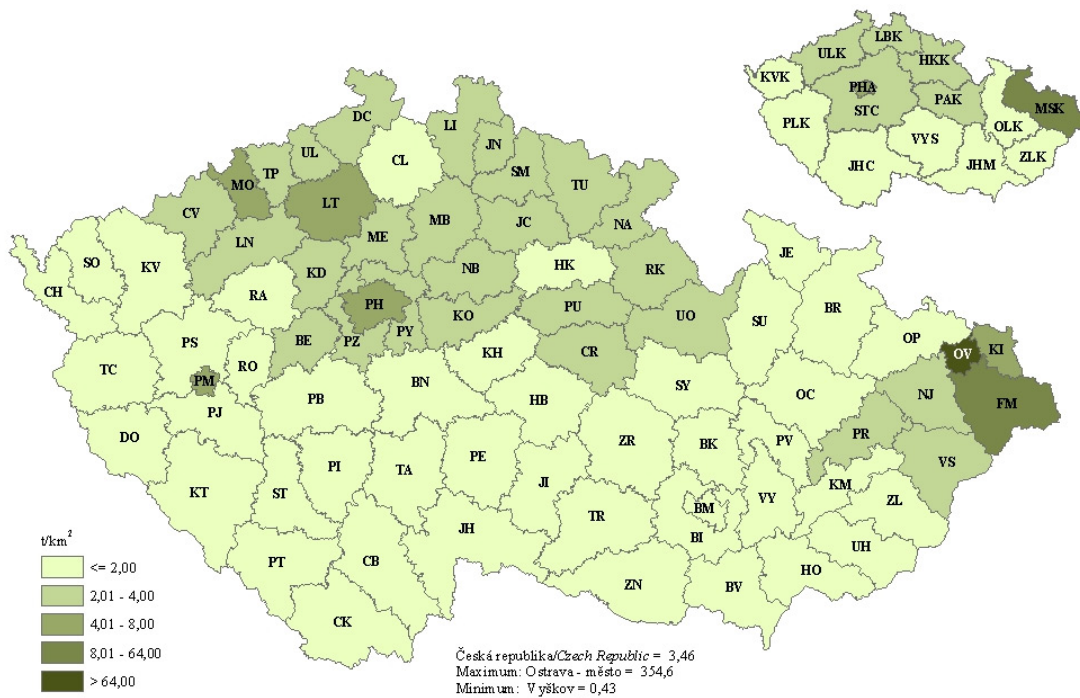 LBK
ULK
HKK
KVK
PHA
PAK
STC
MSK
PLK
OLK
VYS
ZLK
JHC
JHM
DC
LI
UL
JN
CL
TP
SM
MO
TU
LT
CV
MB
JC
NA
ME
LN
SO
KV
KD
NB
HK
RK
JE
CH
RA
BR
PH
KO
PU
UO
SU
OP
OV
KI
BE
PZ
PY
PS
KH
CR
TC
RO
PM
BN
SY
OC
NJ
FM
PB
HB
PJ
DO
PR
PV
ZR
BK
VS
PI
TA
PE
KM
KT
ST
JI
ZL
VY
BM
TR
JH
BI
UH
PT
CB
HO
ZN
BV
CK
t/km²
<= 2,00
2,01 - 4,00
4,01 - 8,00
8,01 - 64,00
> 64,00
Česká republika/Czech Republic = 3,46
Maximum: Ostrava - město = 354,6
Minimum: Vyškov = 0,43